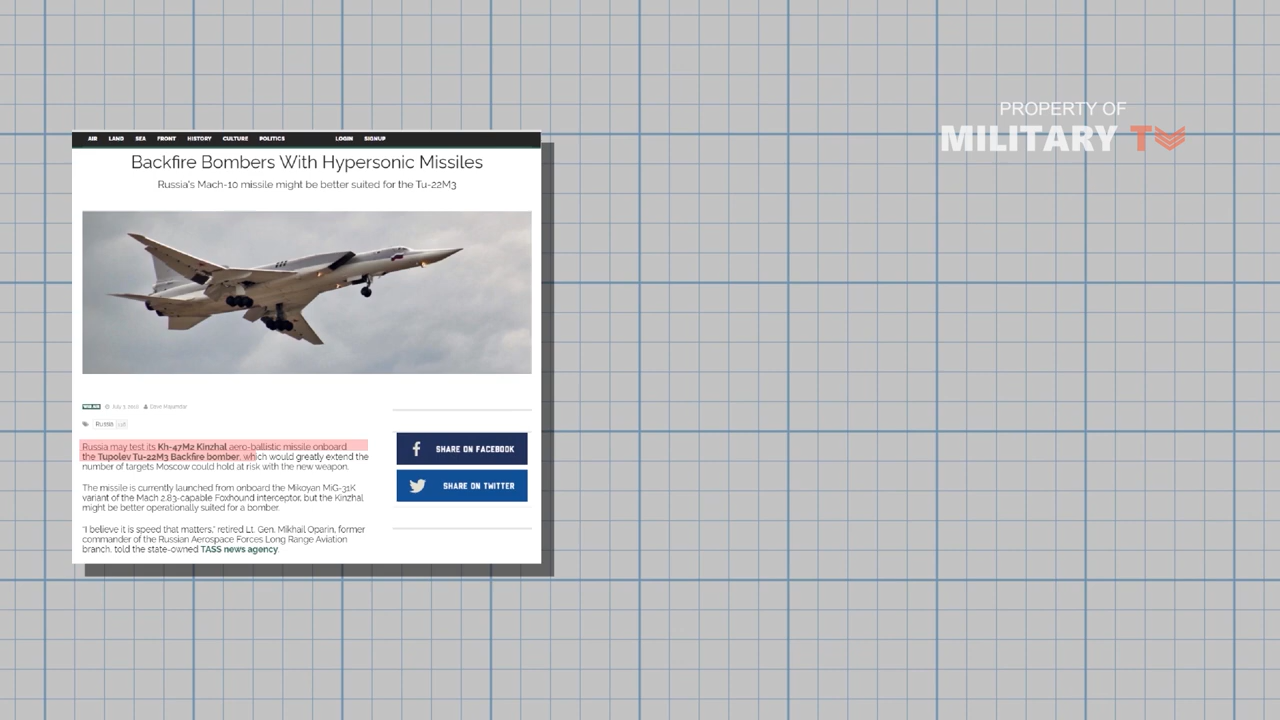 PROPERTY OF
MILITARY TV
AIR LAND SEA FRONT HISTORY CULTURE POLITICS LOGIN SIGNUP
Backfire Bombers With Hypersonic Missiles
Russia's Mach-10 missile might be better suited for the Tu-22M3
Russia
Russia may test its Kh-47M2 Kinzhal aero-ballistic missile onboard
the Tupolev Tu-22M3 Backfire bomber, which would greatly extend the
number of targets Moscow could hold at risk with the new weapon.
The missile is currently launched from onboard the Mikoyan MiG-31K
variant of the Mach 2.83-capable Foxhound interceptor, but the Kinzhal
might be better operationally suited for a bomber.
"I believe it is speed that matters," retired Lt. Gen. Mikhail Oparin, former
commander of the Russian Aerospace Forces Long Range Aviation
branch, told the state-owned TASS news agency.
SHARE ON FACEBOOK
SHARE ON TWITTER